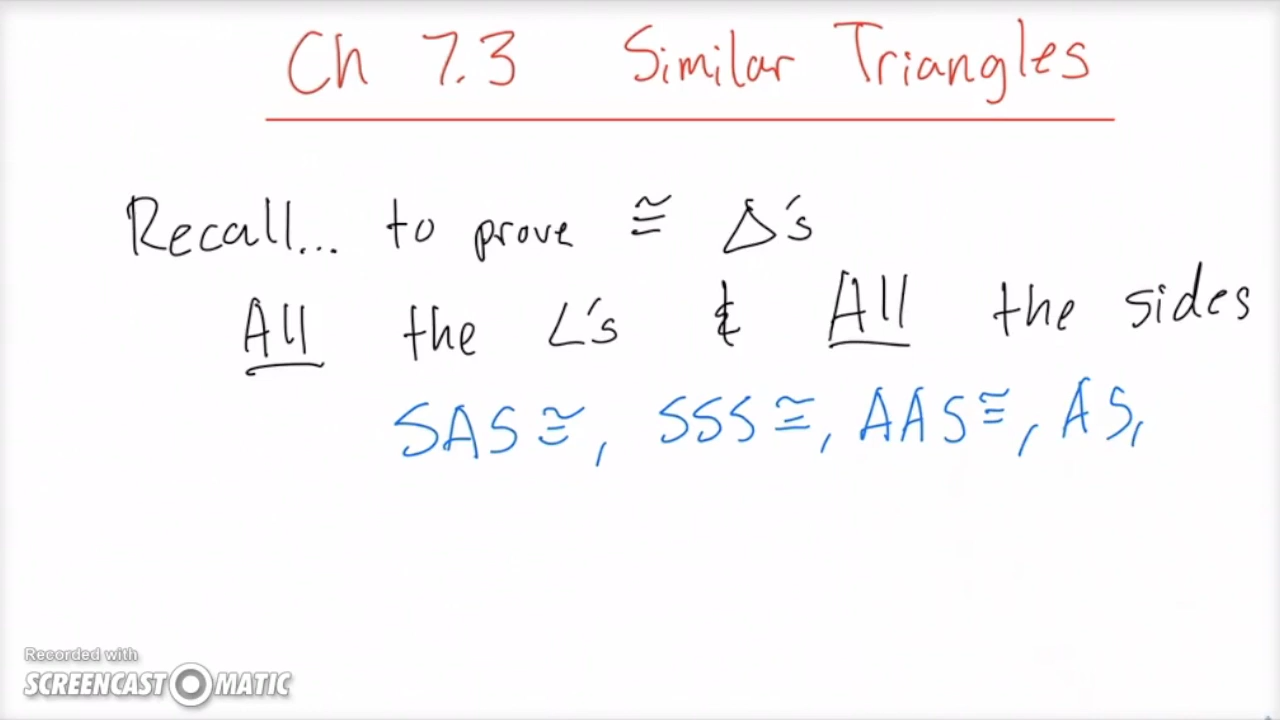 Ch 7.3 Similar Triangles
Recall... to prove ≅ Δ's
All the ∠'s & All the sides
SAS≅, SSS≅, AAS≅, AS,
Recorded with
SCREENCAST-O-MATIC